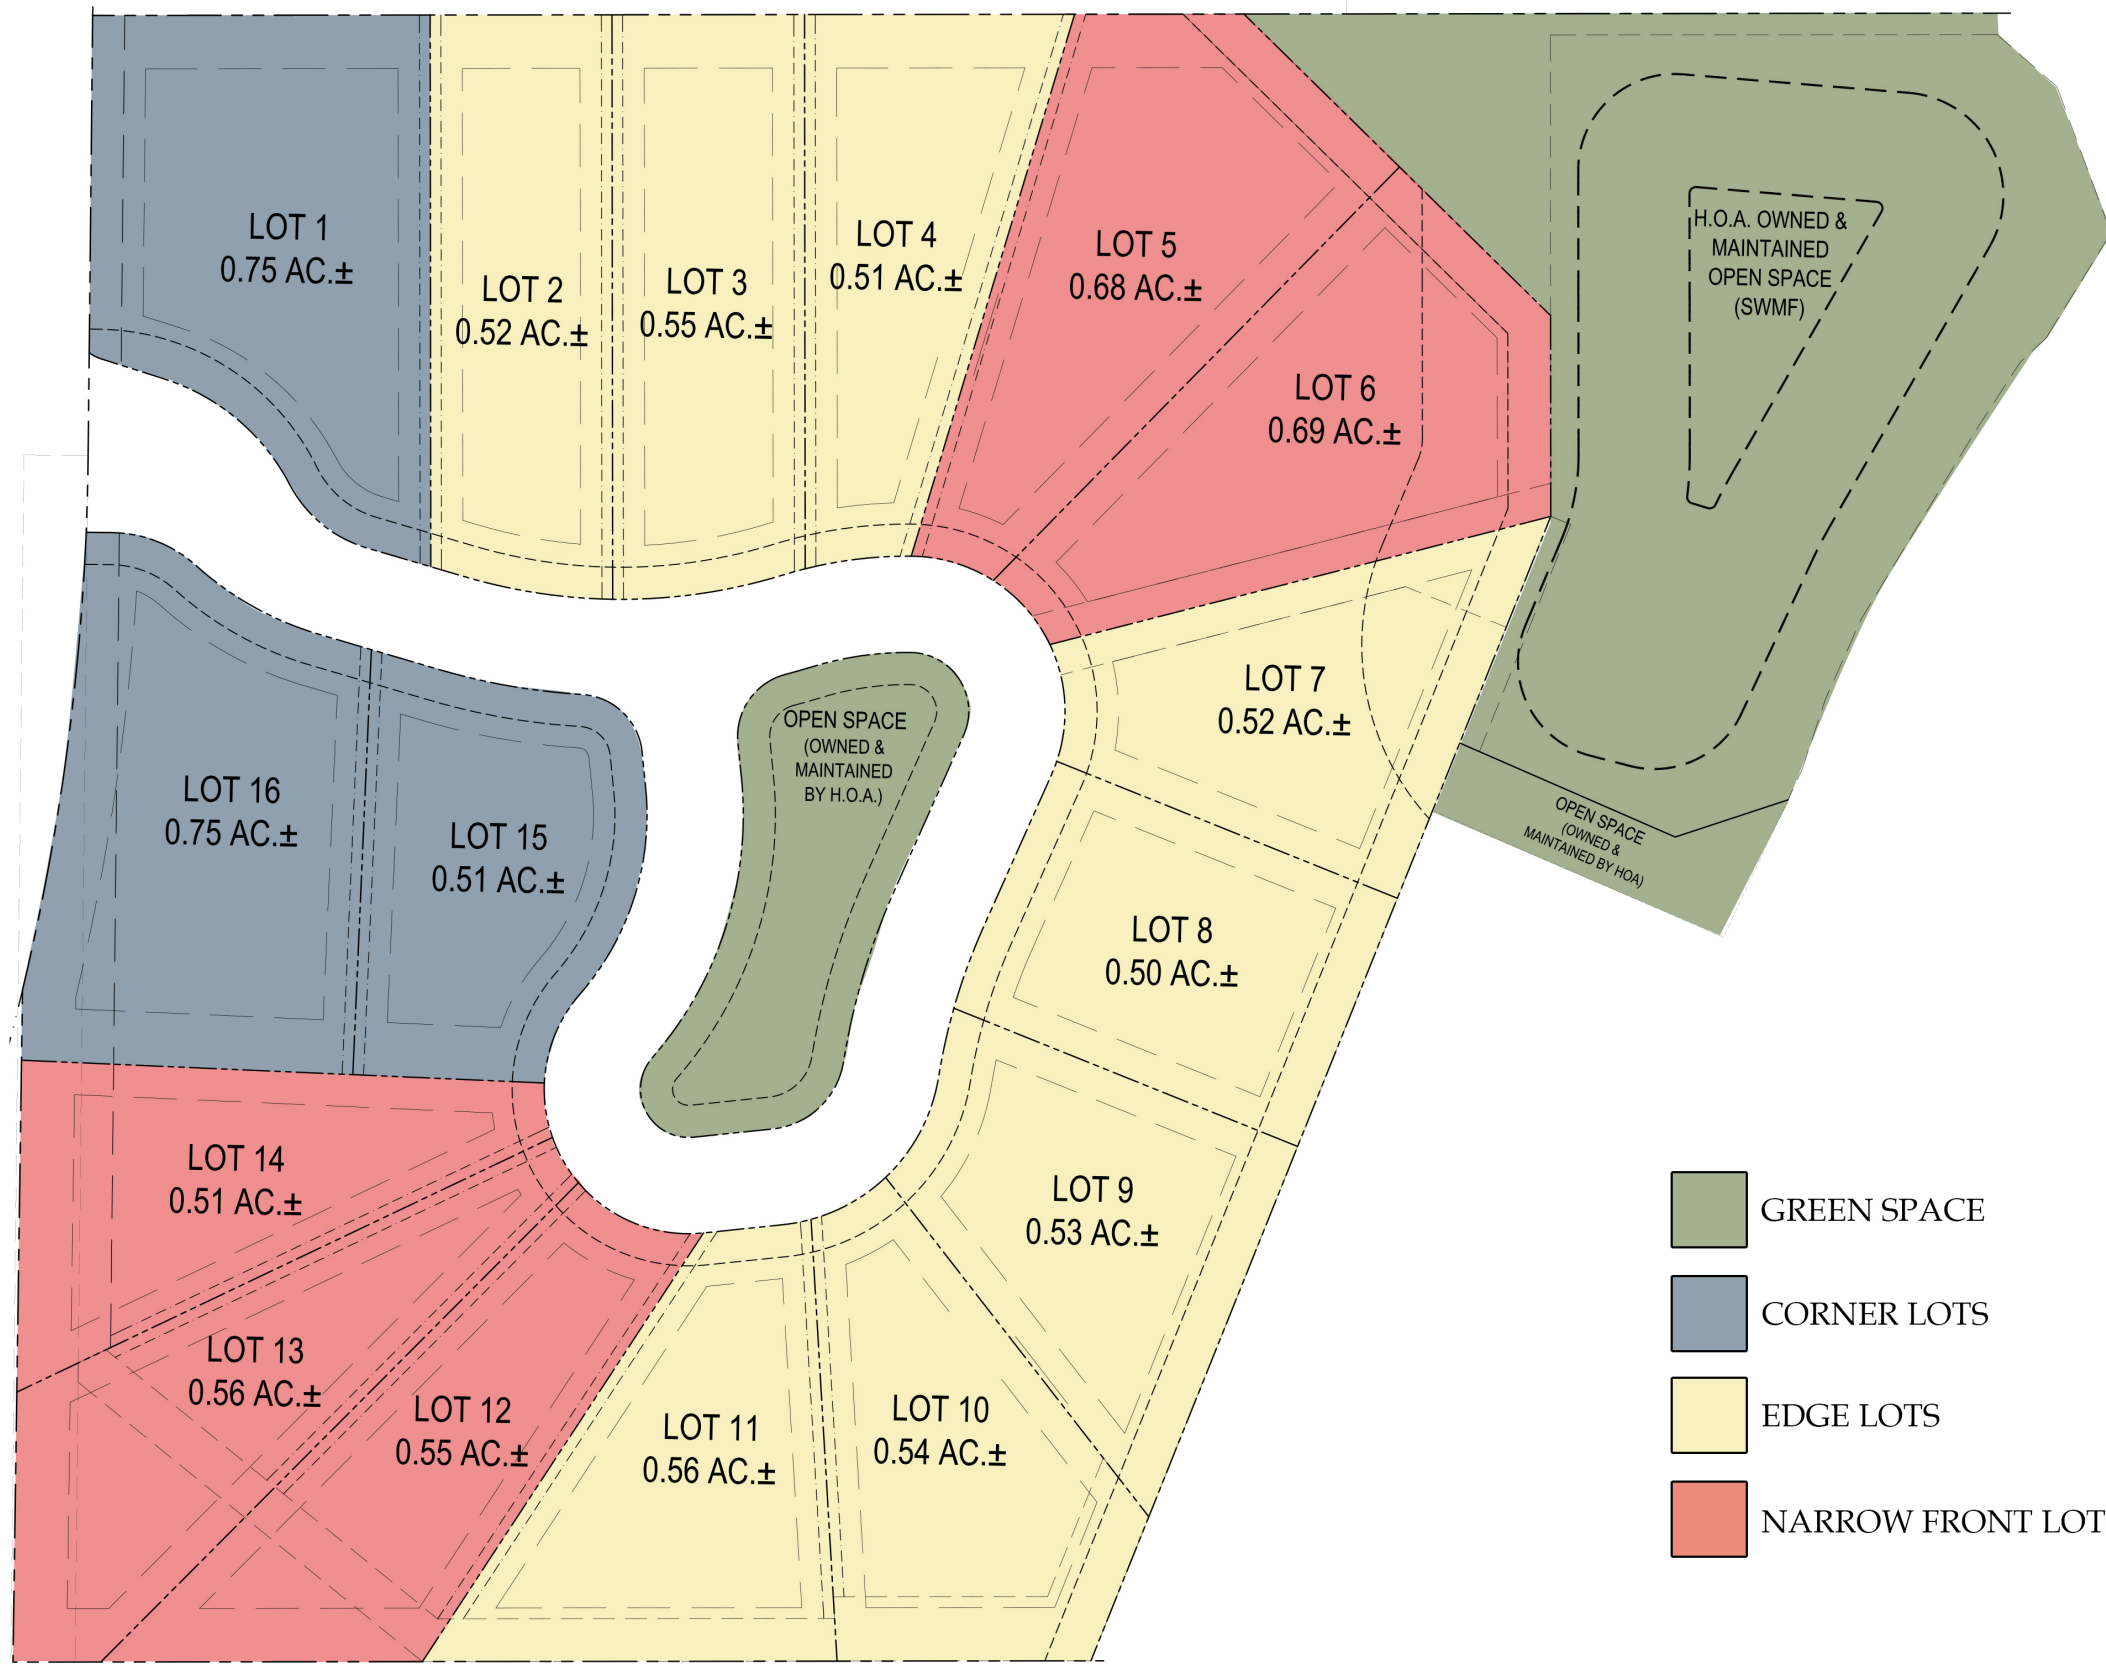 LOT 1
0.75 AC.±
LOT 2
0.52 AC.±
LOT 3
0.55 AC.±
LOT 4
0.51 AC.±
LOT 5
0.68 AC.±
LOT 6
0.69 AC.±
H.O.A. OWNED &
MAINTAINED
OPEN SPACE
(SWMF)
LOT 7
0.52 AC.±
OPEN SPACE
(OWNED &
MAINTAINED
BY H.O.A.)
OPEN SPACE
(OWNED &
MAINTAINED BY HOA)
LOT 16
0.75 AC.±
LOT 15
0.51 AC.±
LOT 8
0.50 AC.±
LOT 14
0.51 AC.±
LOT 9
0.53 AC.±
LOT 13
0.56 AC.±
LOT 12
0.55 AC.±
LOT 11
0.56 AC.±
LOT 10
0.54 AC.±
GREEN SPACE
CORNER LOTS
EDGE LOTS
NARROW FRONT LOT